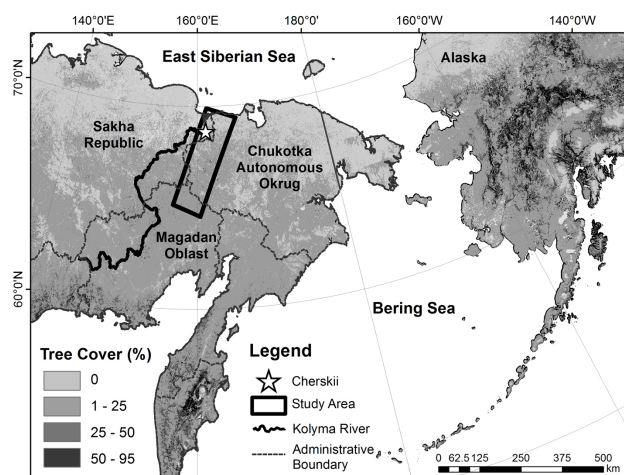 140°0'E 160°0'E 180°0' 160°0'W 140°0'W
East Siberian Sea
Alaska
70°0'N
Sakha
Republic
Chukotka
Autonomous
Okrug
Magadan
Oblast
60°0'N
Bering Sea
Tree Cover (%)
0
1 - 25
25 - 50
50 - 95
Legend
Cherskii
Study Area
Kolyma River
Administrative
Boundary
0 62.5 125 250 375 500
km